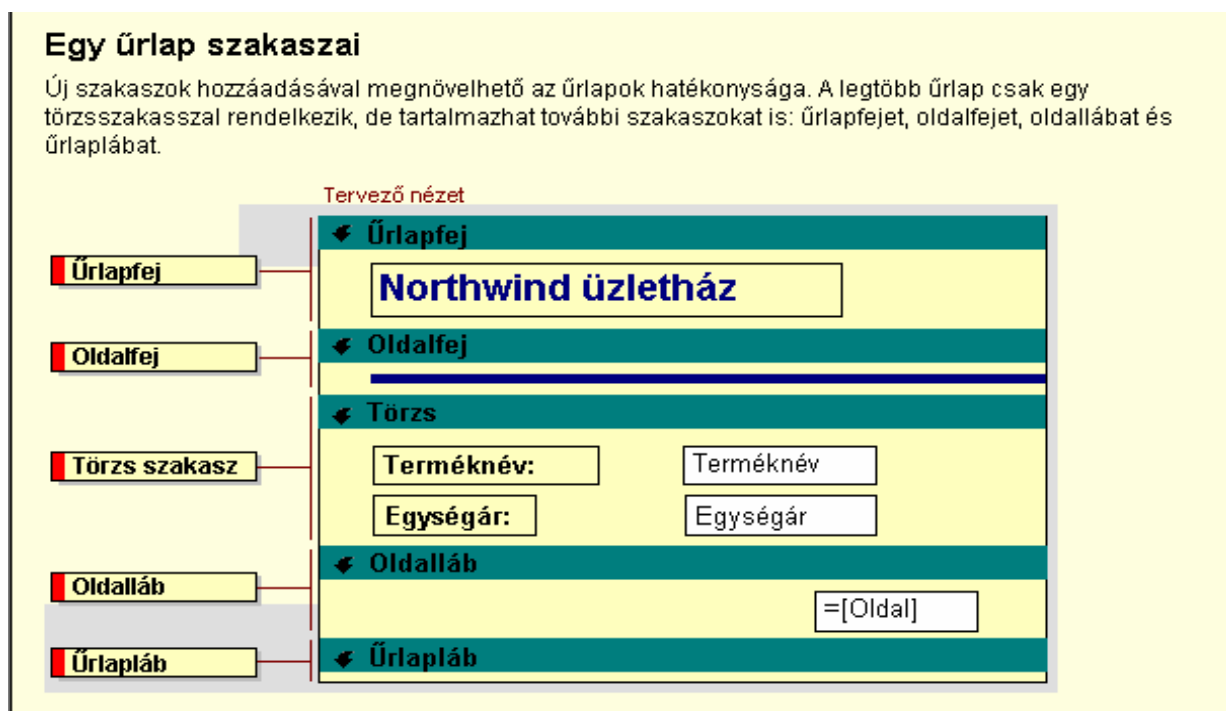 Egy űrlap szakaszai
Új szakaszok hozzáadásával megnövelhető az űrlapok hatékonysága. A legtöbb űrlap csak egy
törzsszakasszal rendelkezik, de tartalmazhat további szakaszokat is: űrlapfejet, oldalfejet, oldallábat és
űrlaplábat.
Tervező nézet
Űrlapfej
Űrlapfej
Northwind üzletház
Oldalfej
Oldalfej
Törzs
Törzs szakasz
Terméknév: Terméknév
Egységár: Egységár
Oldalláb
Oldalláb
=[Oldal]
Űrlapláb
Űrlapláb